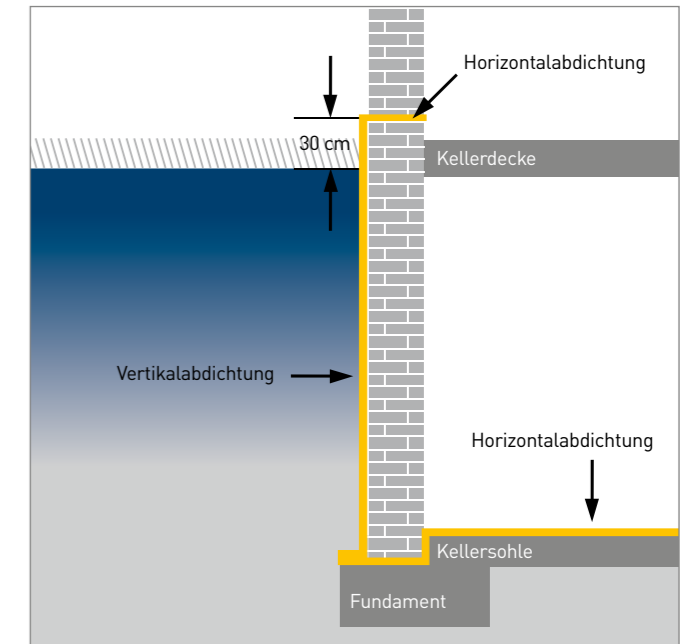 Horizontalabdichtung
30 cm
Kellerdecke
Vertikalabdichtung
Horizontalabdichtung
Kellersohle
Fundament